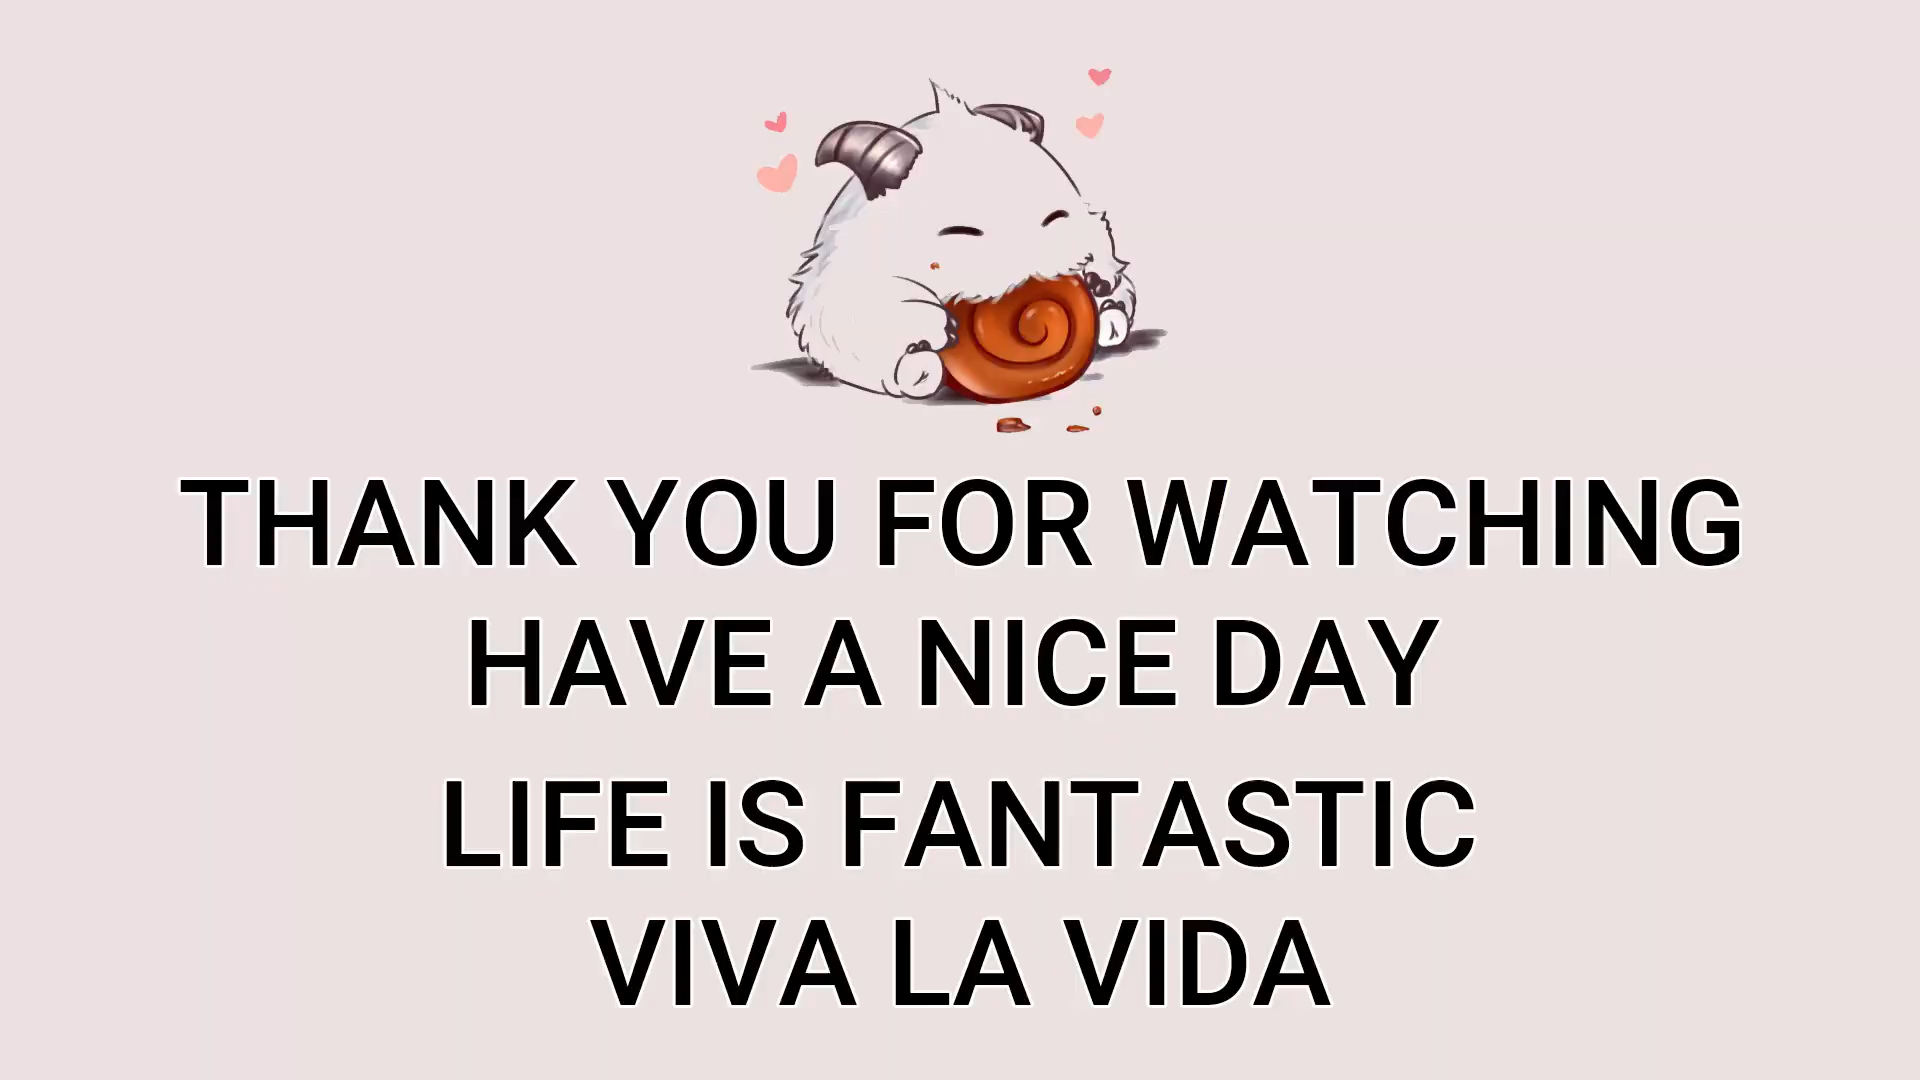 THANK YOU FOR WATCHING
HAVE A NICE DAY
LIFE IS FANTASTIC
VIVA LA VIDA